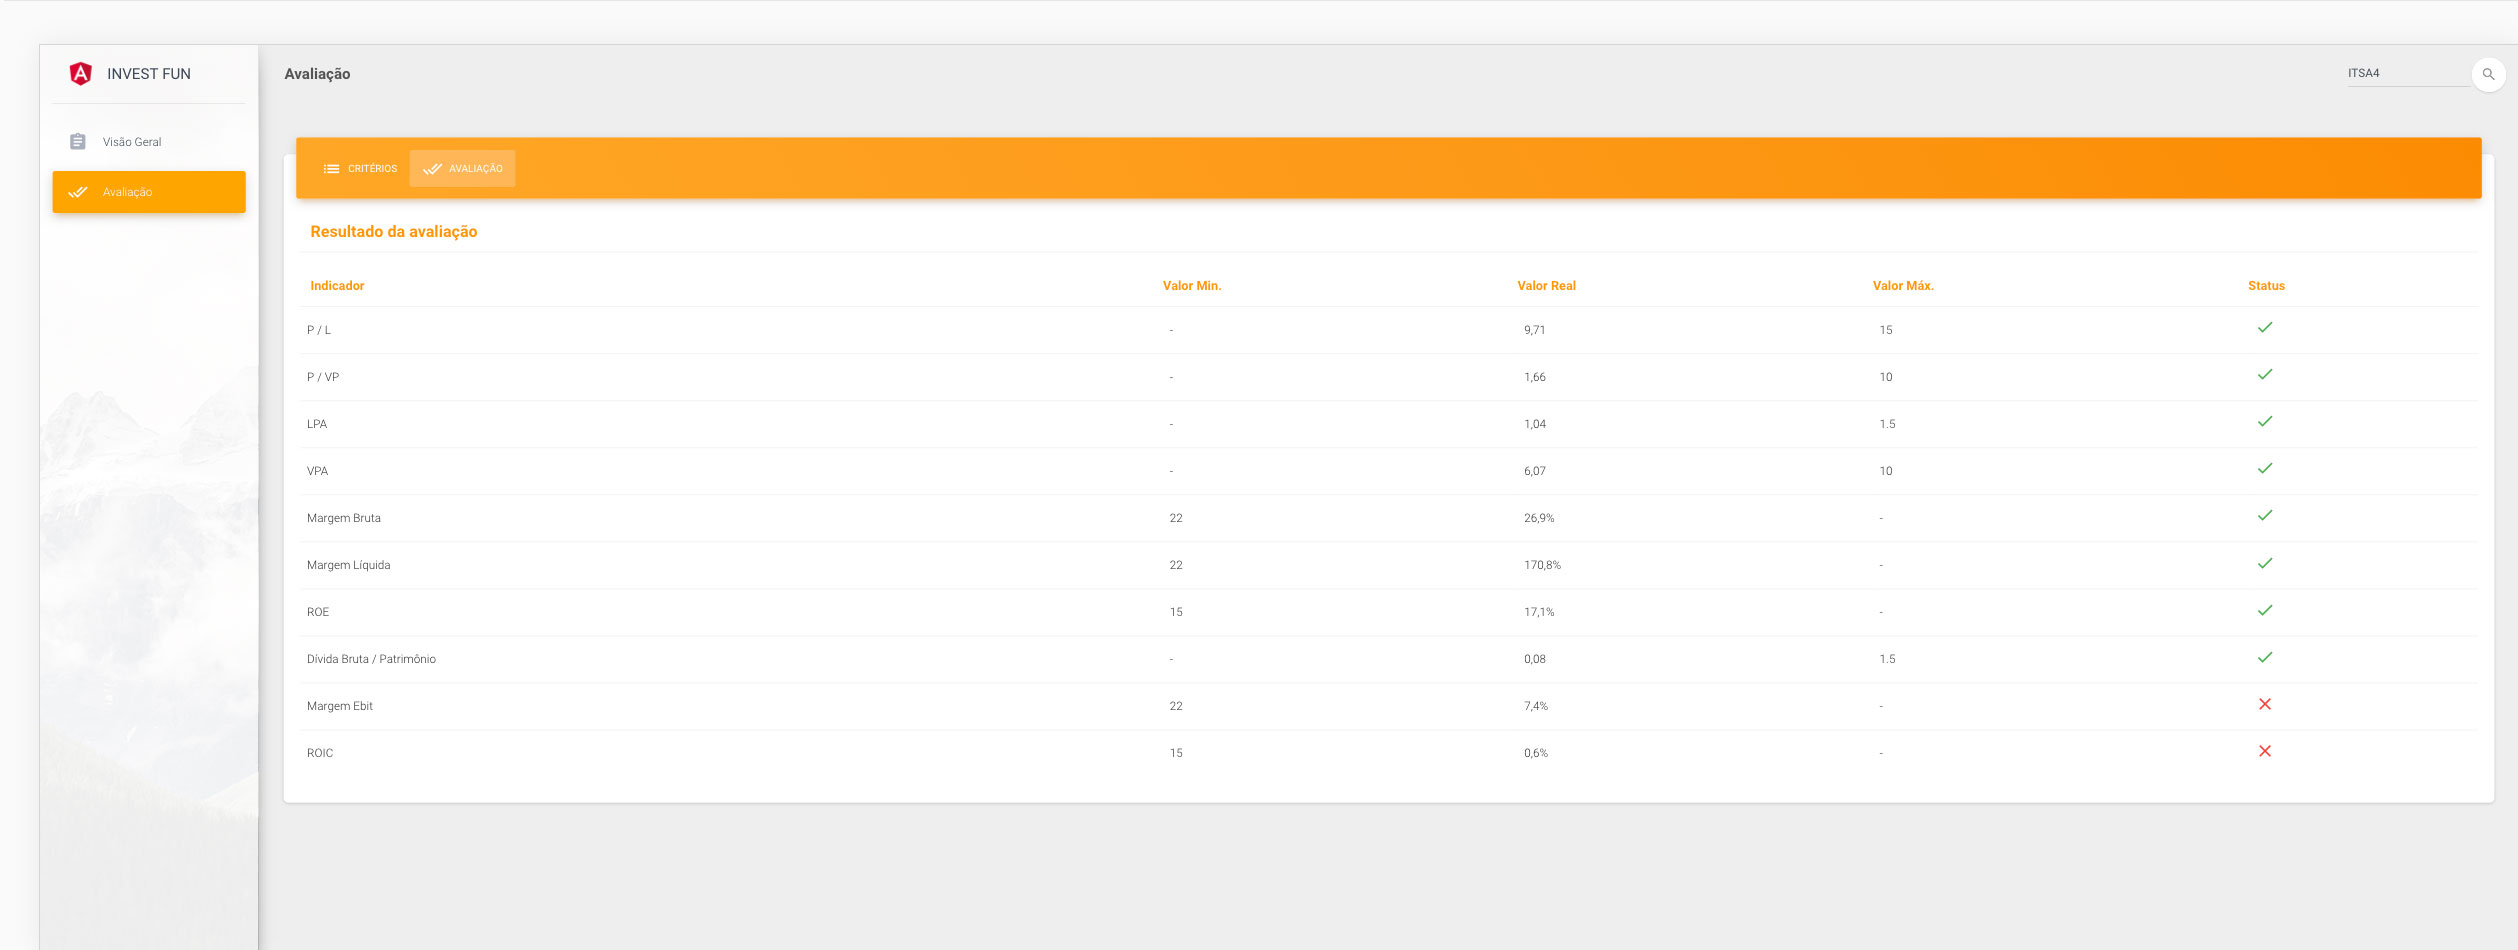 INVEST FUN
Avaliação
ITSA4
Visão Geral
Avaliação
CRITÉRIOS AVALIAÇÃO
Resultado da avaliação
Indicador Valor Min. Valor Real Valor Máx. Status
P / L - 9,71 15
P / VP - 1,66 10
LPA - 1,04 1.5
VPA - 6,07 10
Margem Bruta 22 26,9% -
Margem Líquida 22 170,8% -
ROE 15 17,1% -
Dívida Bruta / Patrimônio - 0,08 1.5
Margem Ebit 22 7,4% -
ROIC 15 0,6% -